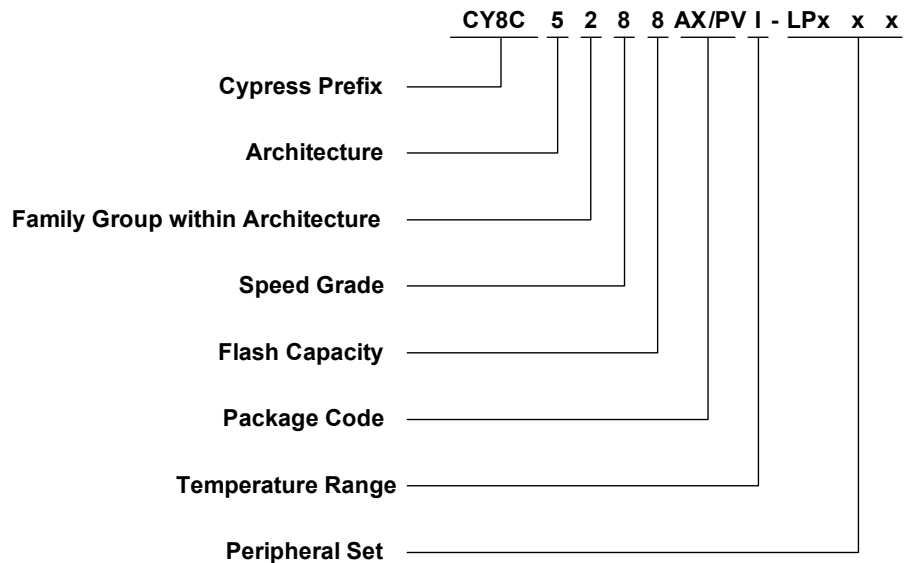 CY8C 5 2 8 8 AX/PV I - LPx x x
Cypress Prefix
Architecture
Family Group within Architecture
Speed Grade
Flash Capacity
Package Code
Temperature Range
Peripheral Set